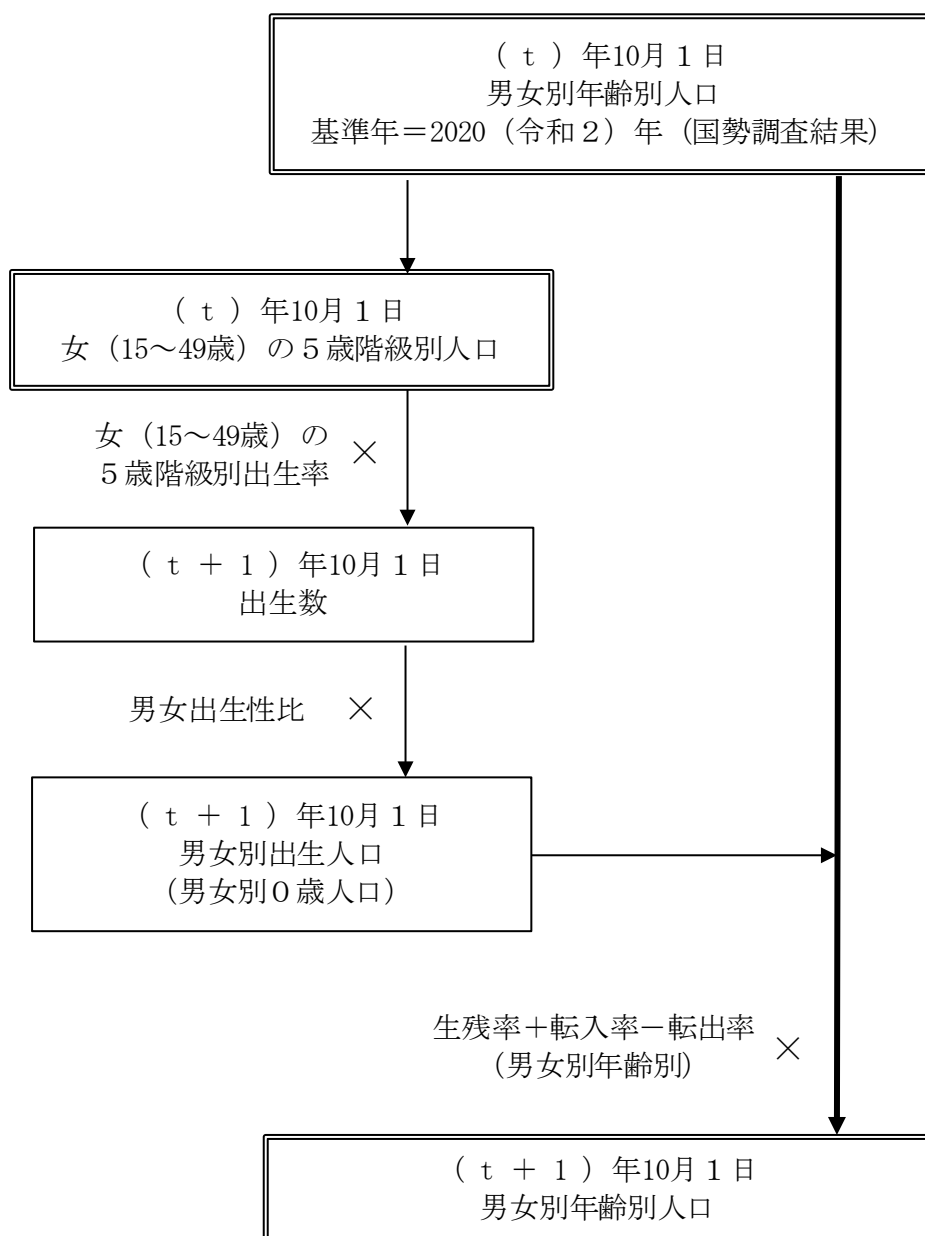 ( ｔ ) 年10月１日
男女別年齢別人口
基準年＝2020（令和２）年（国勢調査結果）
( ｔ ) 年10月１日
女（15～49歳）の５歳階級別人口
女（15～49歳）の
５歳階級別出生率
×
( ｔ ＋ １ ) 年10月１日
出生数
男女出生性比
×
( ｔ ＋ １ ) 年10月１日
男女別出生人口
（男女別０歳人口）
生残率＋転入率－転出率
（男女別年齢別）
×
( ｔ ＋ １ ) 年10月１日
男女別年齢別人口